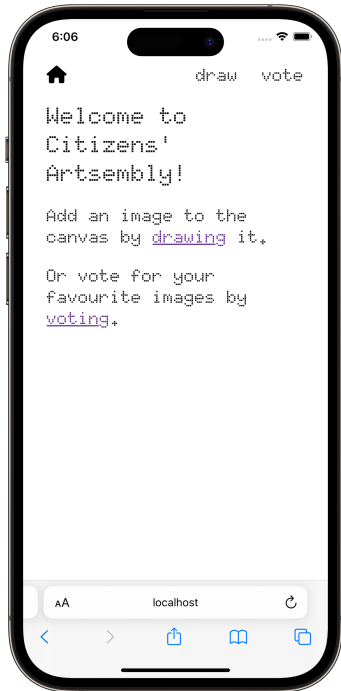 6:06
draw vote
Welcome to
Citizens'
Artsembly!
Add an image to the
canvas by drawing it.
Or vote for your
favourite images by
voting.
AA localhost